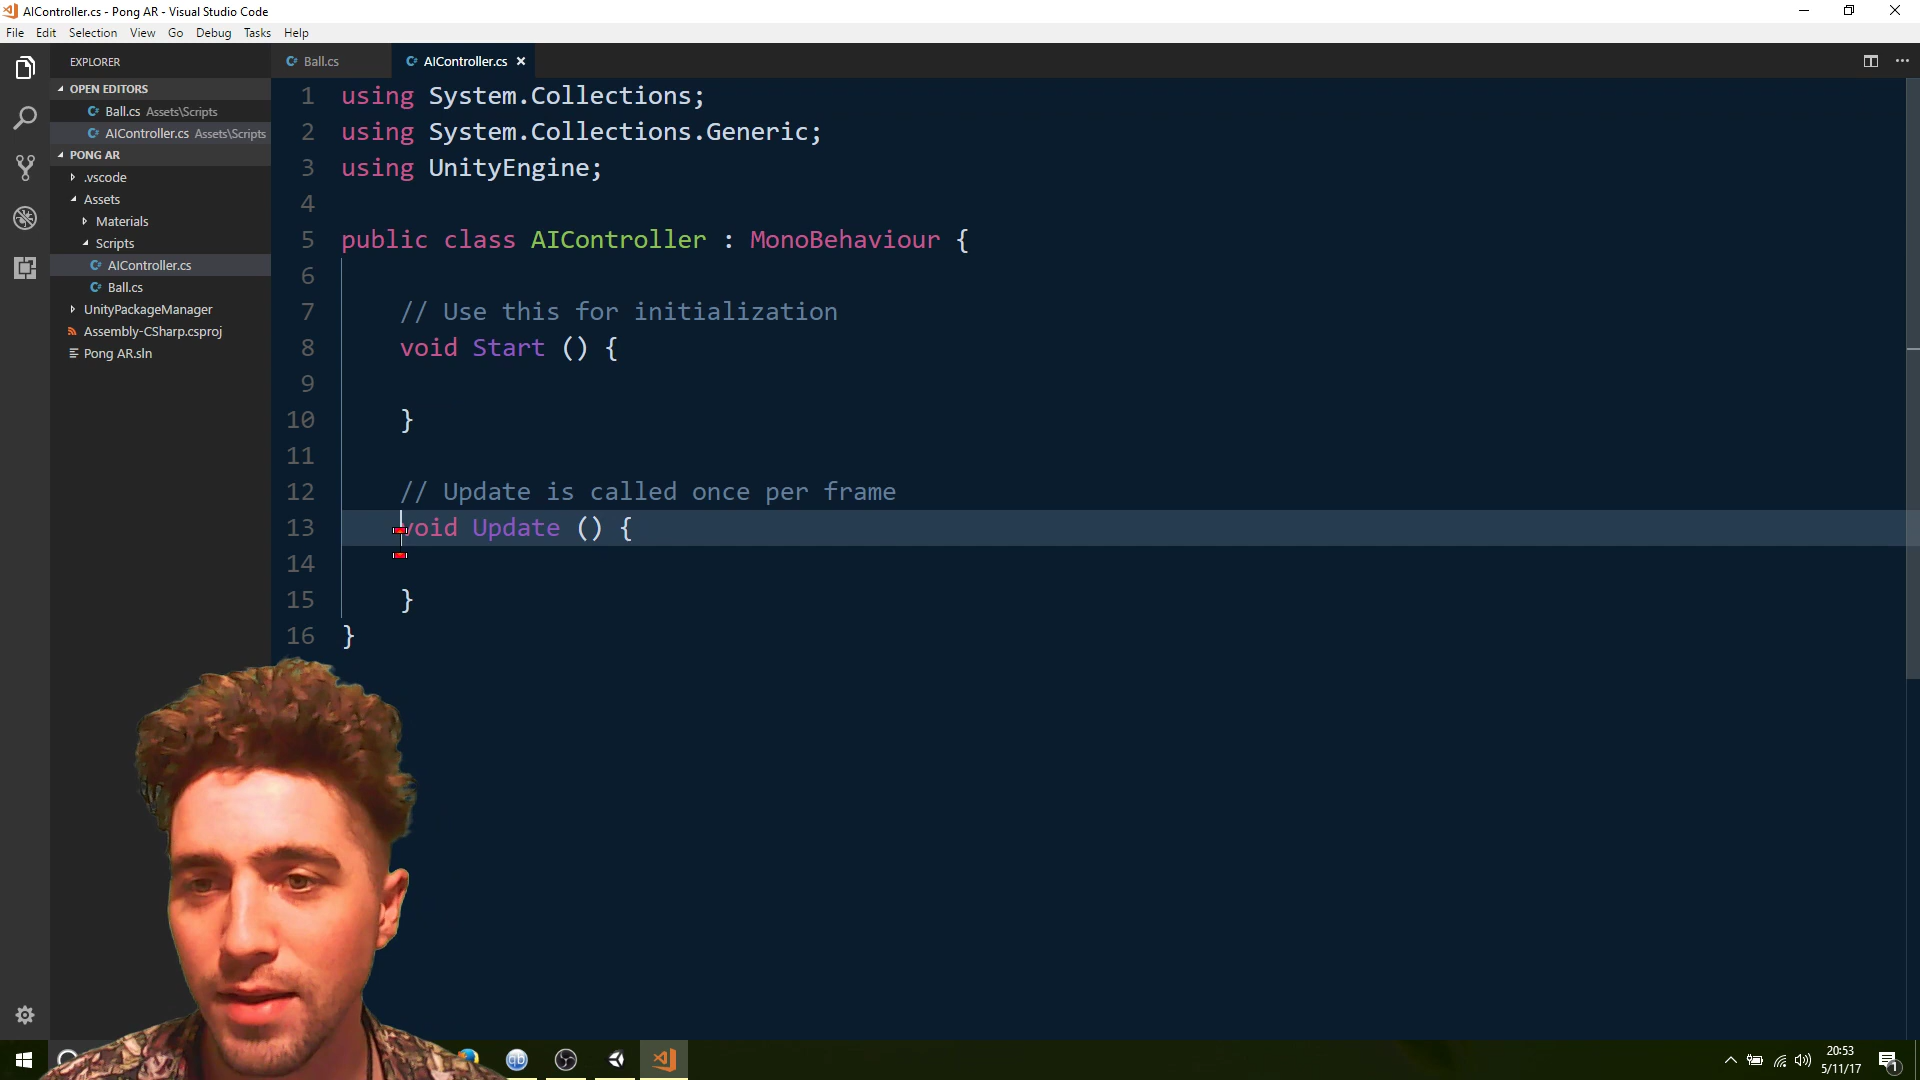 AIController.cs - Pong AR - Visual Studio Code
File Edit Selection View Go Debug Tasks Help
EXPLORER
OPEN EDITORS
Ball.cs Assets\Scripts
AIController.cs Assets\Scripts
PONG AR
.vscode
Assets
Materials
Scripts
AIController.cs
Ball.cs
UnityPackageManager
Assembly-CSharp.csproj
Pong AR.sln
Ball.cs AIController.cs
1 using System.Collections;
2 using System.Collections.Generic;
3 using UnityEngine;
4
5 public class AIController : MonoBehaviour {
6
7 // Use this for initialization
8 void Start () {
9
10 }
11
12 // Update is called once per frame
13 void Update () {
14
15 }
16 }
qb
20:53
5/11/17
1